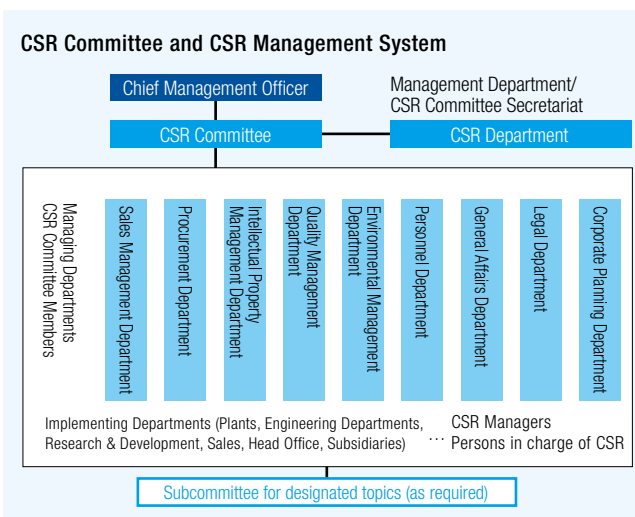 CSR Committee and CSR Management System
Chief Management Officer
Management Department/
CSR Committee Secretariat
CSR Committee
CSR Department
Managing Departments
CSR Committee Members
Sales Management Department
Procurement Department
Intellectual Property
Management Department
Quality Management
Department
Environmental Management
Department
Personnel Department
General Affairs Department
Legal Department
Corporate Planning Department
Implementing Departments (Plants, Engineering Departments,
Research & Development, Sales, Head Office, Subsidiaries)
… CSR Managers
Persons in charge of CSR
Subcommittee for designated topics (as required)